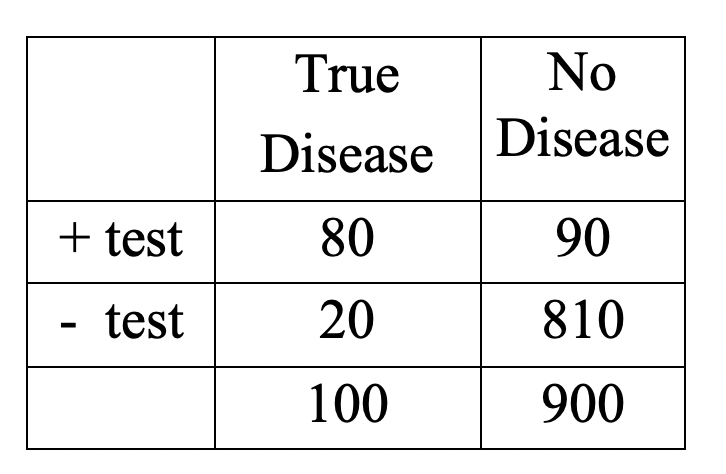 True Disease | No Disease
+ test | 80 | 90
- test | 20 | 810
100 | 900